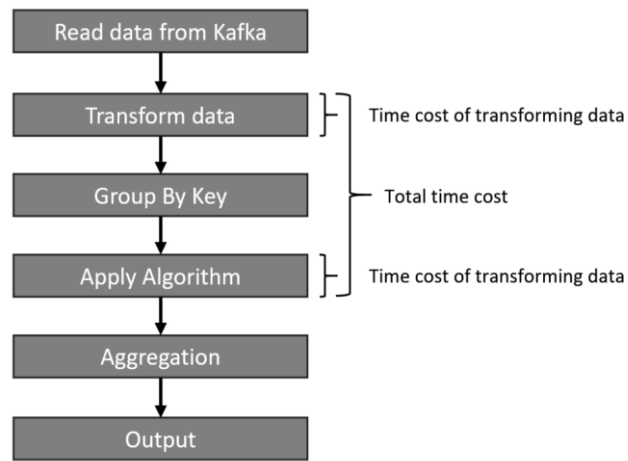 Read data from Kafka
Transform data
Time cost of transforming data
Group By Key
Total time cost
Apply Algorithm
Time cost of transforming data
Aggregation
Output